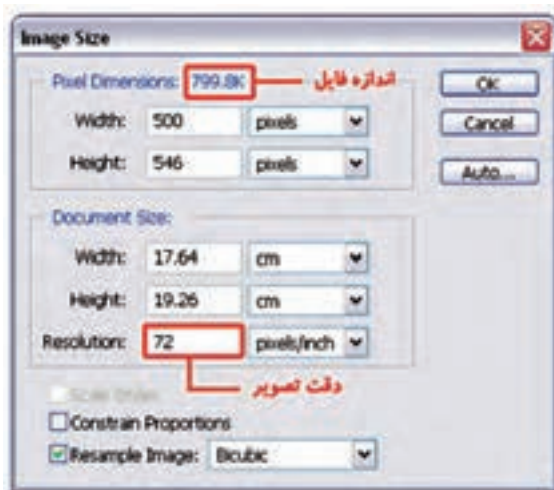 Image Size
Pixel Dimensions: 799.8K اندازه فایل
OK
Width: 500 pixels
Cancel
Height: 546 pixels
Auto...
Document Size:
Width: 17.64 cm
Height: 19.26 cm
Resolution: 72 pixels/inch
دقت تصویر
Scale Styles
Constrain Proportions
Resample Image: Bicubic